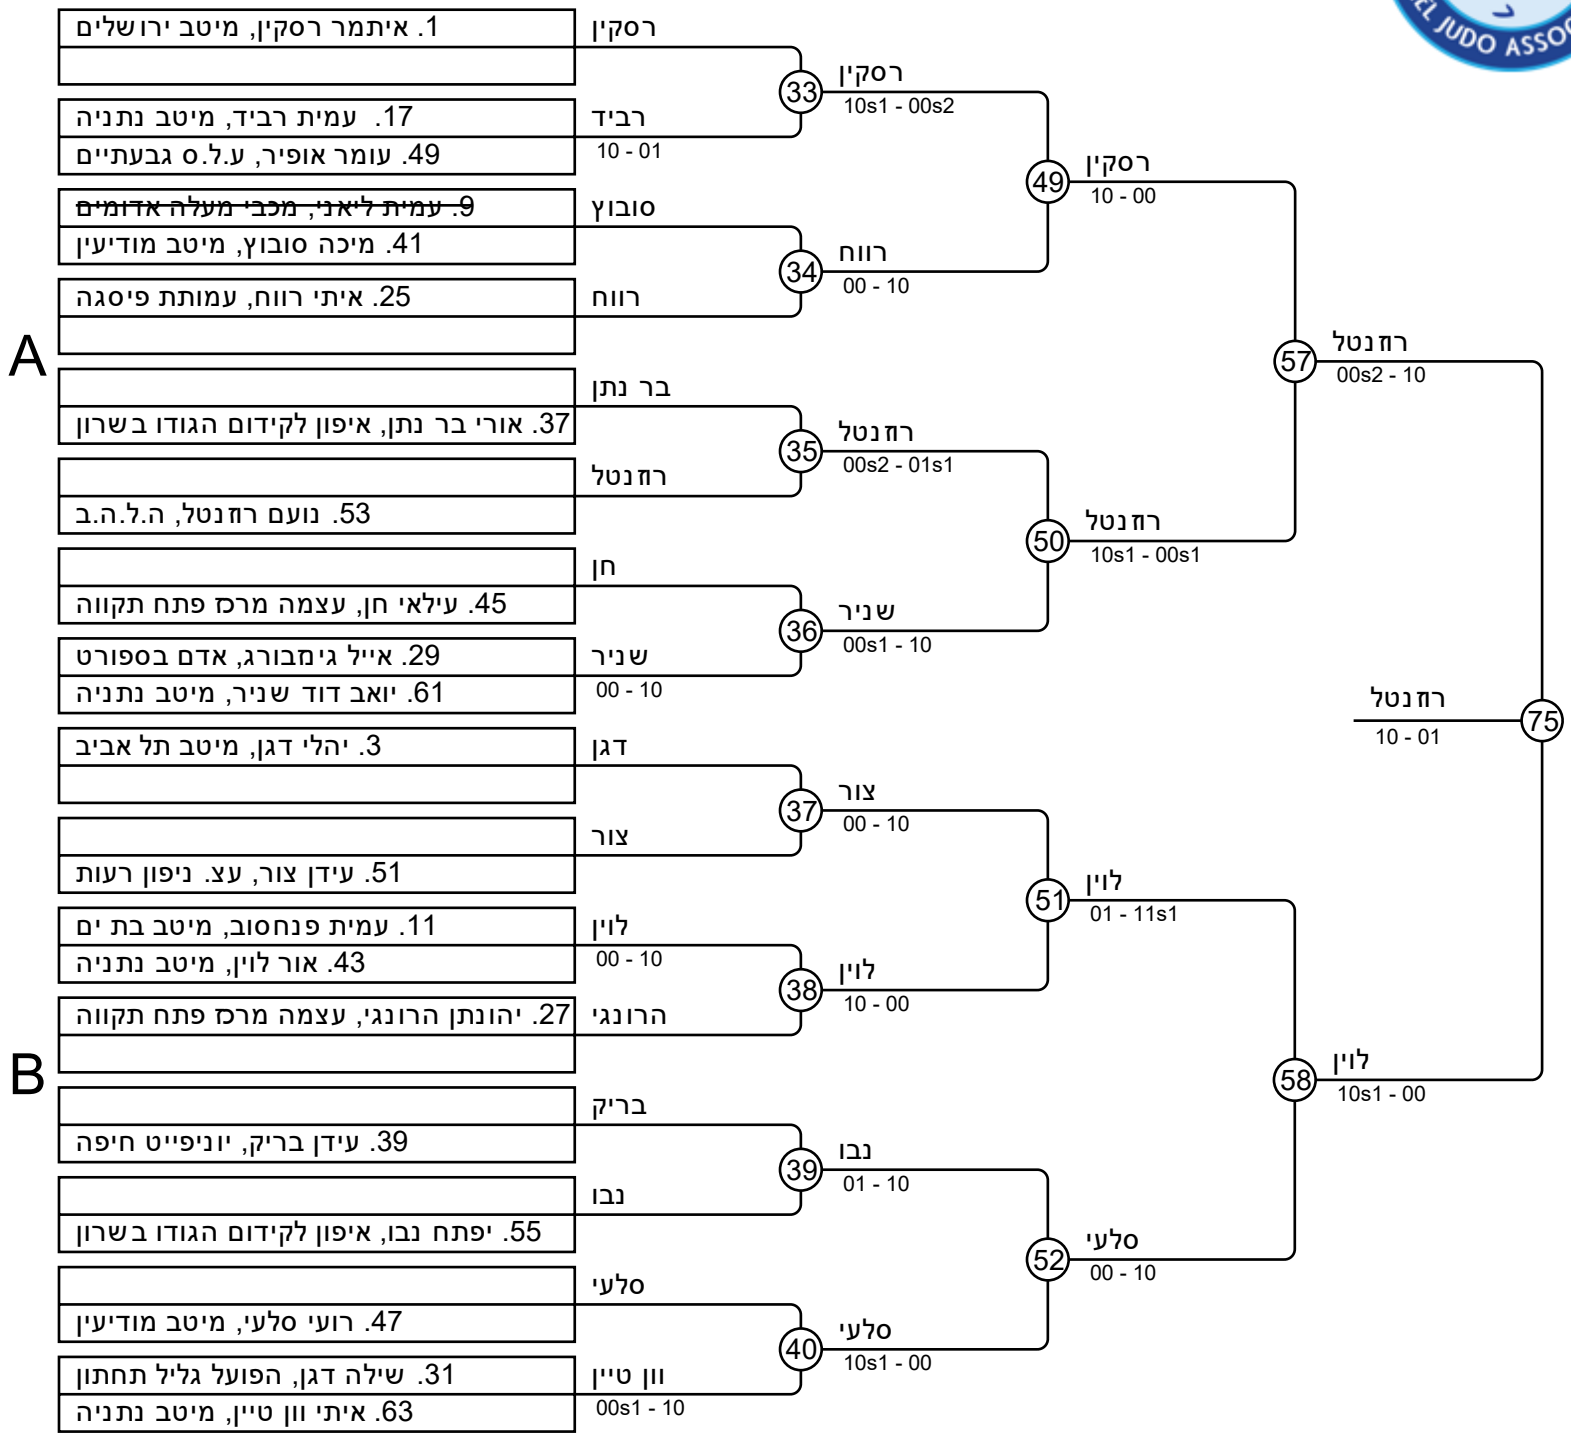 EL JUDO ASSOC
1. איתמר רסקין, מיטב ירושלים
רסקין
33
רסקין
10s1 - 00s2
17. עמית רביד, מיטב נתניה
49. עומר אופיר, ע.ל.ס גבעתיים
רביד
10 - 01
49
רסקין
10 - 00
9. עמית ליאני, מכבי מעלה אדומים
41. מיכה סובוץ, מיטב מודיעין
סובוץ
34
רווח
00 - 10
25. איתי רווח, עמותת פיסגה
רווח
A
57
רוזנטל
00s2 - 10
37. אורי בר נתן, איפון לקידום הגודו בשרון
בר נתן
35
רוזנטל
00s2 - 01s1
53. נועם רוזנטל, ה.ל.ה.ב
רוזנטל
50
רוזנטל
10s1 - 00s1
45. עילאי חן, עצמה מרכז פתח תקווה
חן
36
שניר
00s1 - 10
29. אייל גינזבורג, אדם בספורט
61. יואב דוד שניר, מיטב נתניה
שניר
00 - 10
רוזנטל
10 - 01
75
3. יהלי דגן, מיטב תל אביב
דגן
37
צור
00 - 10
51. עידן צור, עצ. ניפון רעות
צור
51
לוין
01 - 11s1
11. עמית פנחסוב, מיטב בת ים
43. אור לוין, מיטב נתניה
לוין
00 - 10
38
לוין
10 - 00
27. יהונתן הרונגי, עצמה מרכז פתח תקווה
הרונגי
B
58
לוין
10s1 - 00
39. עידן בריק, יוניפייט חיפה
בריק
39
נבו
01 - 10
55. יפתח נבו, איפון לקידום הגודו בשרון
נבו
52
סלעי
00 - 10
47. רועי סלעי, מיטב מודיעין
סלעי
40
סלעי
10s1 - 00
31. שילה דגן, הפועל גליל תחתון
63. איתי וון טיין, מיטב נתניה
וון טיין
00s1 - 10